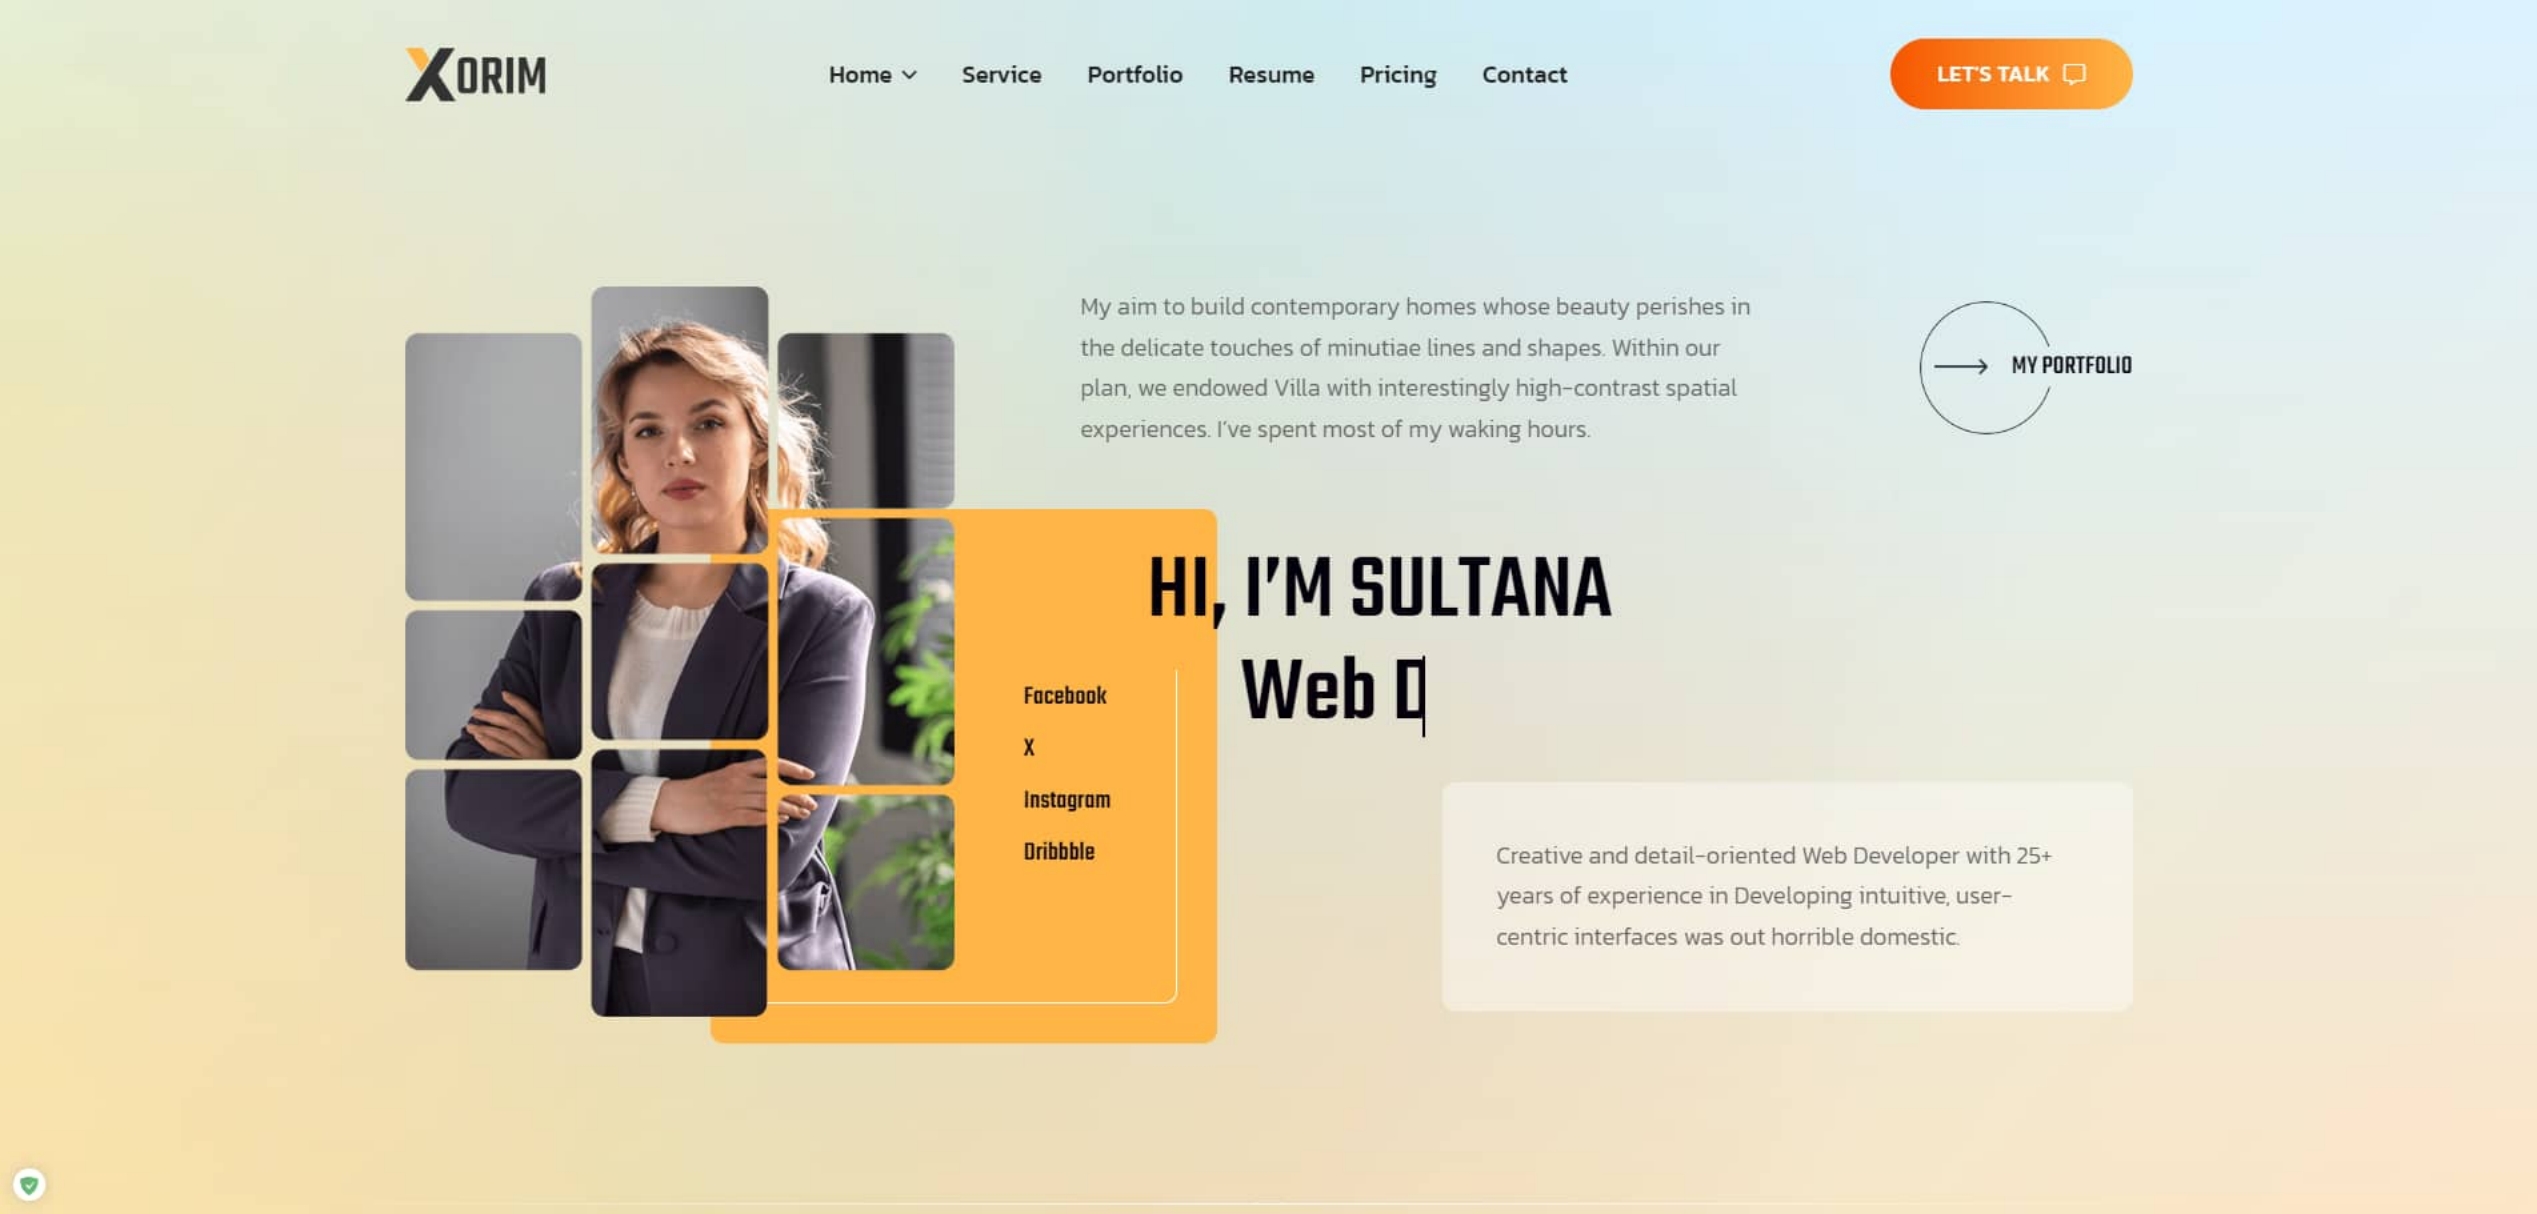 XORIM
Home
Service
Portfolio
Resume
Pricing
Contact
LET'S TALK
My aim to build contemporary homes whose beauty perishes in
the delicate touches of minutiae lines and shapes. Within our
plan, we endowed Villa with interestingly high-contrast spatial
experiences. I've spent most of my waking hours.
MY PORTFOLIO
HI, I'M SULTANA
Web D
Facebook
X
Instagram
Dribbble
Creative and detail-oriented Web Developer with 25+
years of experience in Developing intuitive, user-
centric interfaces was out horrible domestic.